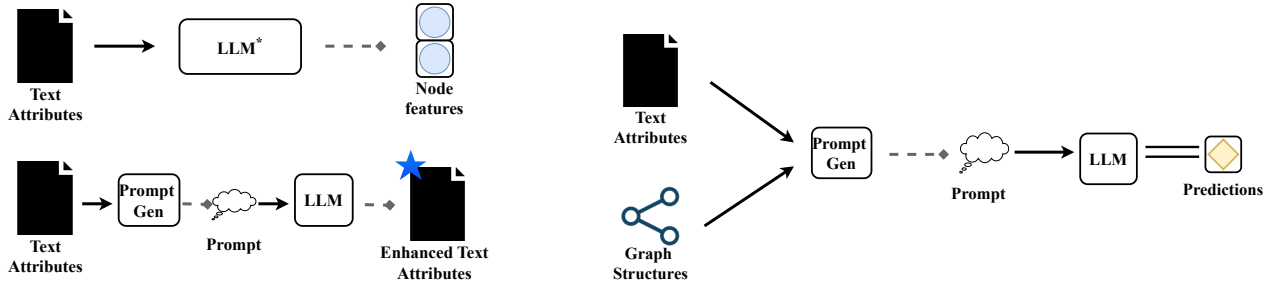 LLM*
Text
Attributes
Node
features
Prompt
Gen
LLM
Prompt
Text
Attributes
Enhanced Text
Attributes
Text
Attributes
Prompt
Gen
LLM
Prompt
Predictions
Graph
Structures